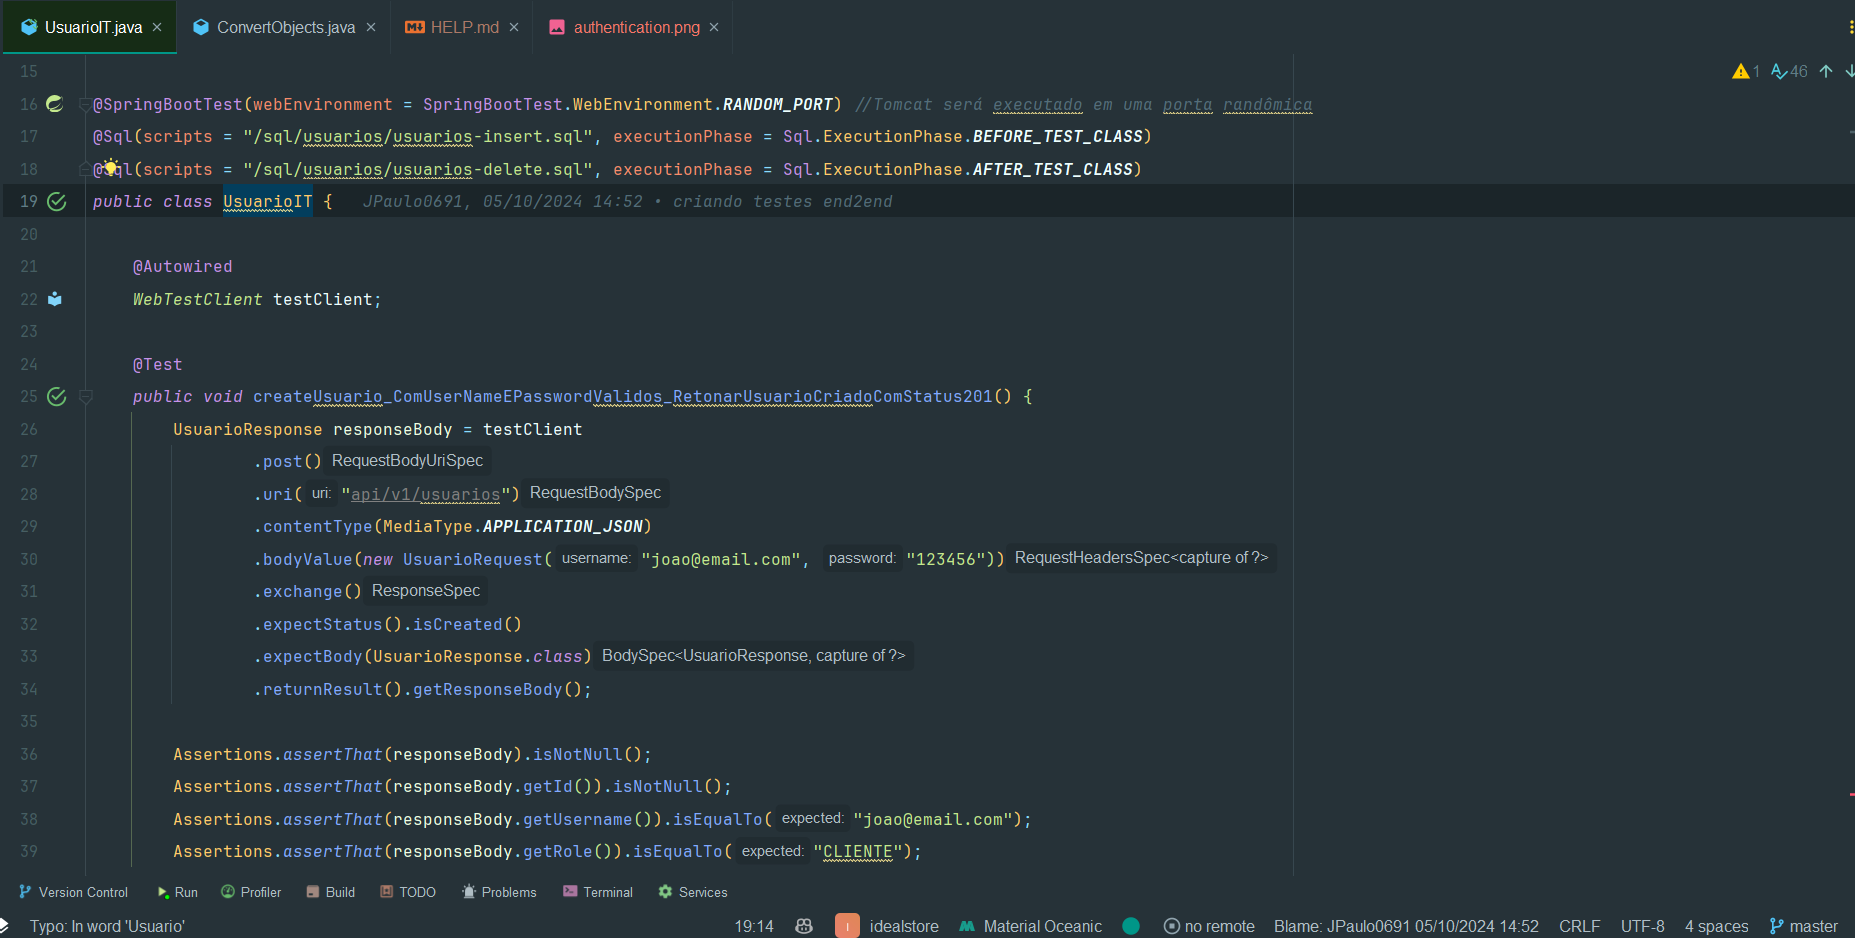 UsuarioIT.java × ConvertObjects.java × HELP.md × authentication.png ×
15 1 46
16 @SpringBootTest(webEnvironment = SpringBootTest.WebEnvironment.RANDOM_PORT) //Tomcat será executado em uma porta randômica
17 @Sql(scripts = "/sql/usuarios/usuarios-insert.sql", executionPhase = Sql.ExecutionPhase.BEFORE_TEST_CLASS)
18 @Sql(scripts = "/sql/usuarios/usuarios-delete.sql", executionPhase = Sql.ExecutionPhase.AFTER_TEST_CLASS)
19 public class UsuarioIT { JPaulo0691, 05/10/2024 14:52 • criando testes end2end
20
21 @Autowired
22 WebTestClient testClient;
23
24 @Test
25 public void createUsuario_ComUserNameEPasswordValidos_RetonarUsuarioCriadoComStatus201() {
26 UsuarioResponse responseBody = testClient
27 .post() RequestBodyUriSpec
28 .uri( uri: "api/v1/usuarios") RequestBodySpec
29 .contentType(MediaType.APPLICATION_JSON)
30 .bodyValue(new UsuarioRequest( username: "joao@email.com", password: "123456")) RequestHeadersSpec<capture of ?>
31 .exchange() ResponseSpec
32 .expectStatus().isCreated()
33 .expectBody(UsuarioResponse.class) BodySpec<UsuarioResponse, capture of ?>
34 .returnResult().getResponseBody();
35
36 Assertions.assertThat(responseBody).isNotNull();
37 Assertions.assertThat(responseBody.getId()).isNotNull();
38 Assertions.assertThat(responseBody.getUsername()).isEqualTo( expected: "joao@email.com");
39 Assertions.assertThat(responseBody.getRole()).isEqualTo( expected: "CLIENTE");
Version Control Run Profiler Build TODO Problems Terminal Services
Typo: In word 'Usuario' 19:14 I idealstore Material Oceanic no remote Blame: JPaulo0691 05/10/2024 14:52 CRLF UTF-8 4 spaces master